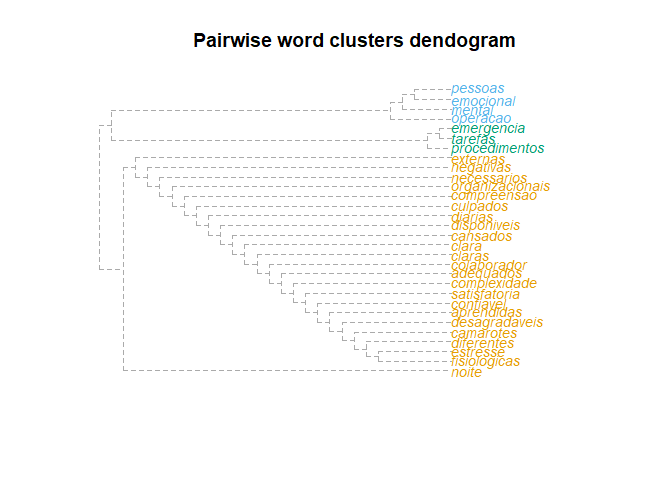 Pairwise word clusters dendogram
pessoas
emocional
mental
operacao
emergencia
tarefas
procedimentos
externas
negativas
necessarios
organizacionais
compreensao
culpados
diarias
disponiveis
cansados
clara
claras
colaborador
adequados
complexidade
satisfatoria
confiavel
aprendidas
desagradaveis
camarotes
diferentes
estresse
fisiologicas
noite